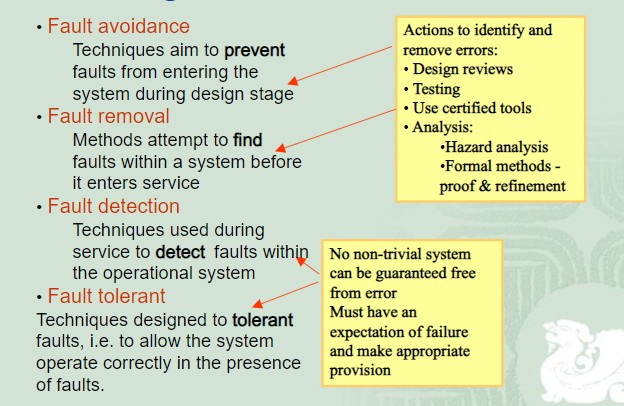 • Fault avoidance
Techniques aim to prevent
faults from entering the
system during design stage
• Fault removal
Methods attempt to find
faults within a system before
it enters service
• Fault detection
Techniques used during
service to detect faults within
the operational system
• Fault tolerant
Techniques designed to tolerant
faults, i.e. to allow the system
operate correctly in the presence
of faults.
Actions to identify and
remove errors:
• Design reviews
• Testing
• Use certified tools
• Analysis:
•Hazard analysis
•Formal methods -
proof & refinement
No non-trivial system
can be guaranteed free
from error
Must have an
expectation of failure
and make appropriate
provision